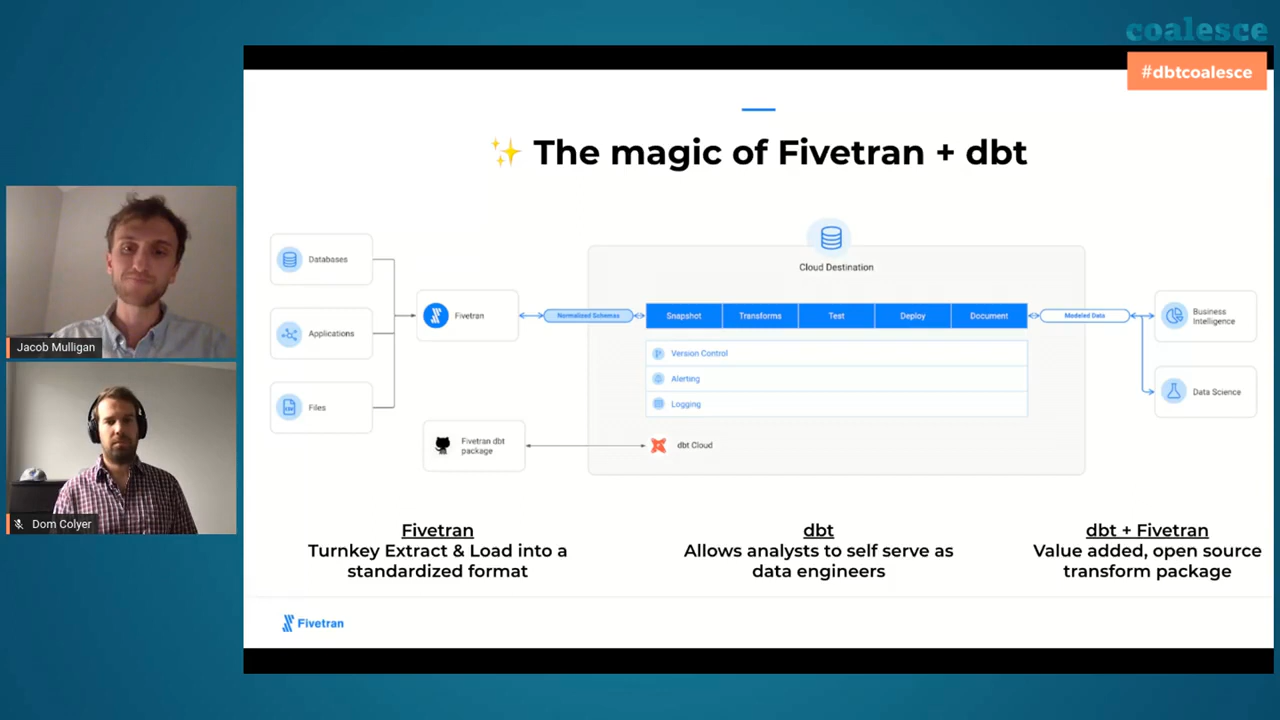 coalesce
#dbtcoalesce
✨ The magic of Fivetran + dbt
Databases
Applications
Files
Fivetran
Fivetran dbt
package
Normalized Schemas
Cloud Destination
Snapshot
Transforms
Test
Deploy
Document
Version Control
Alerting
Logging
dbt Cloud
Modeled Data
Business
Intelligence
Data Science
Fivetran
Turnkey Extract & Load into a
standardized format
dbt
Allows analysts to self serve as
data engineers
dbt + Fivetran
Value added, open source
transform package
Fivetran
Jacob Mulligan
Dom Colyer